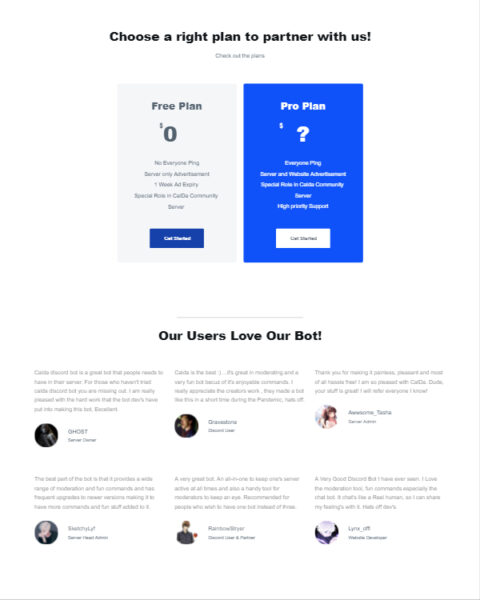 Choose a right plan to partner with us!
Check out the plans
Free Plan
$0
No Everyone Ping
Server only Advertisement
1 Week Ad Expiry
Special Role in Calda Community
Server
Get Started
Pro Plan
$ ?
Everyone Ping
Server and Website Advertisement
Special Role in Calda Community
Server
High priority Support
Get Started
Our Users Love Our Bot!
Calda discord bot is a great bot that people needs to
have in their server. For those who haven't tried
calda discord bot you are missing out. I am really
pleased with the hard work that the bot dev's have
put into making this bot. Excellent.
GHOST
Server Owner
Calda is the best :) .. it's great in moderating and a
very fun bot becuz of it's enjoyable commands. I
really appreciate the creators work , they made a bot
like this in a short time during the Pandemic, hats off.
Gravestone
Discord User
Thank you for making it painless, pleasant and most
of all hassle free! I am so pleased with CalDa. Dude,
your stuff is great! I will refer everyone I know!
Awesome_Tasha
Server Admin
The best part of the bot is that it provides a wide
range of moderation and fun commands and has
frequent upgrades to newer versions making it to
have more commands and fun stuff added to it.
SketchyLyf
Server Head Admin
A very great bot. An all-in-one to keep one's server
active at all times and also a handy tool for
moderators to keep an eye. Recommended for
people who wish to have one bot instead of three.
RainbowStryer
Discord User & Partner
A Very Good Discord Bot I have ever seen. I Love
the moderation tool, fun commands especially the
chat bot. It chat's like a Real human, so I can share
my feeling's with it. Hats off dev's
Lynx_offl
Website Developer